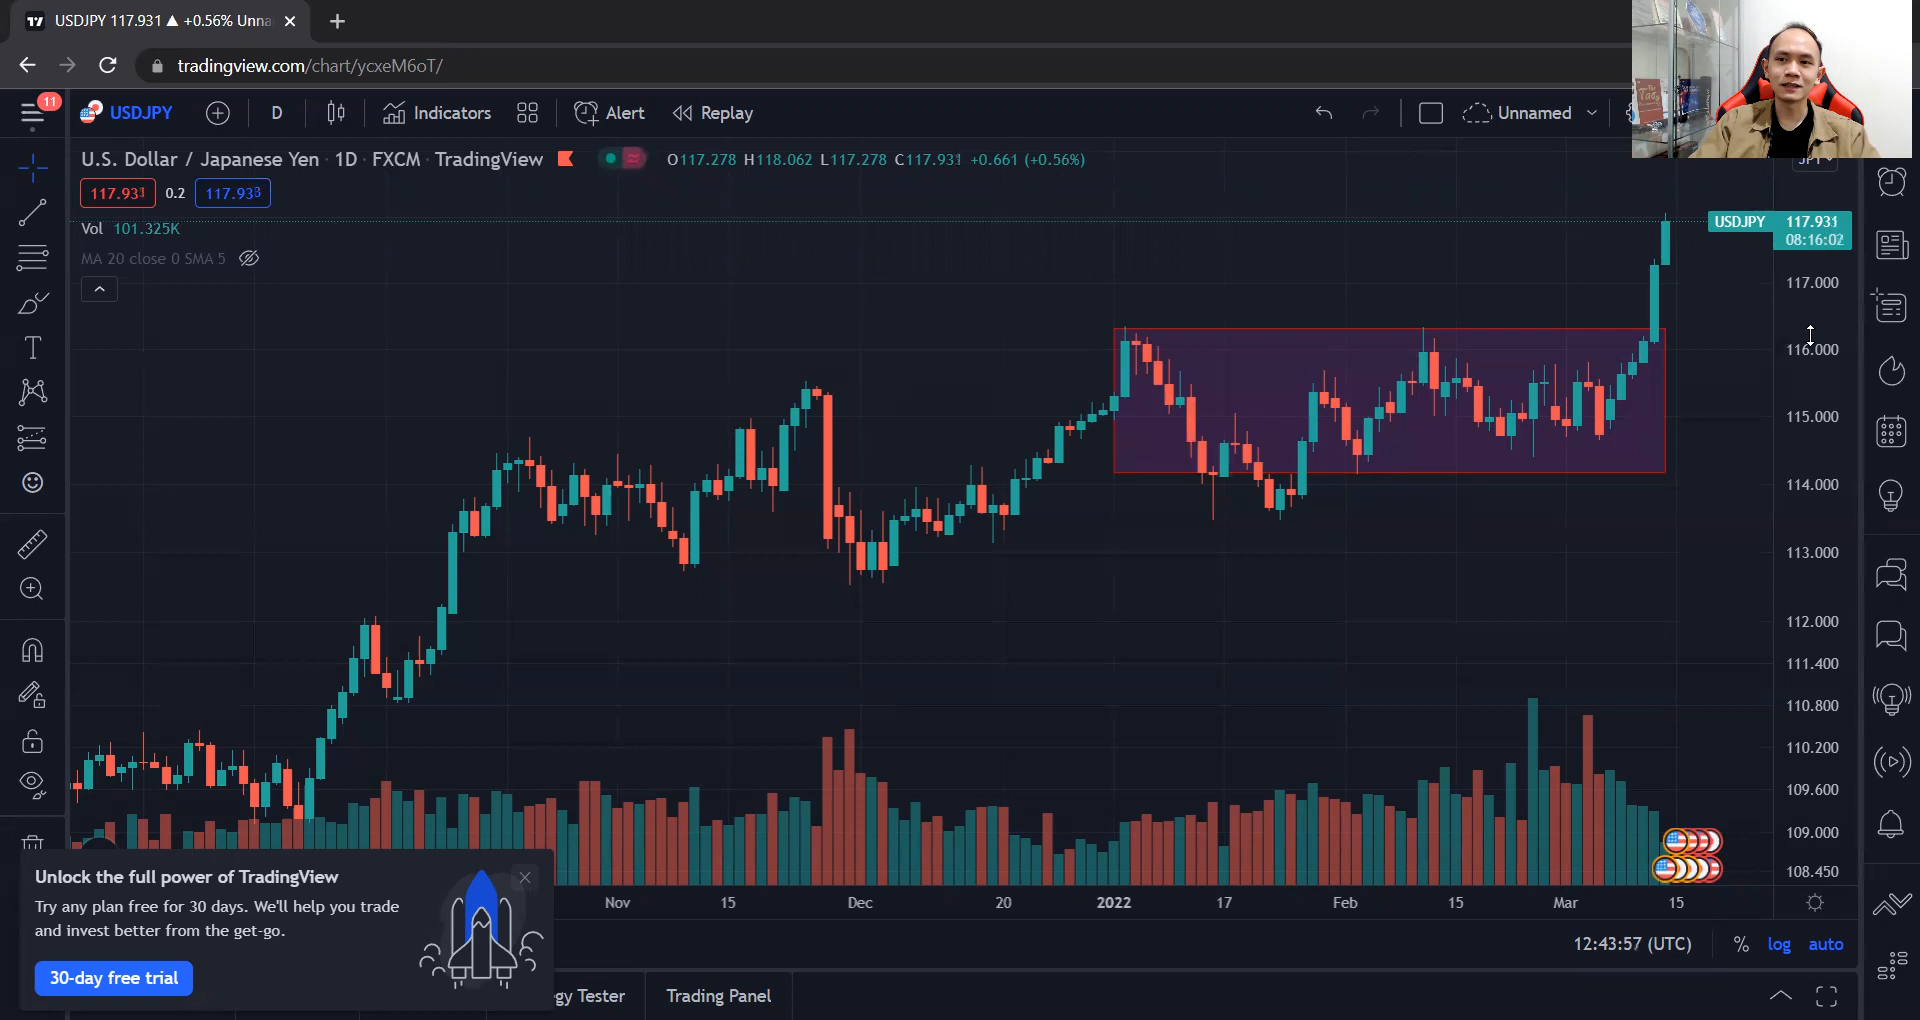 USDJPY 117.931 ▲ +0.56% Unna
tradingview.com/chart/ycxeM6oT/
11
USDJPY D Indicators Alert Replay Unnamed
U.S. Dollar / Japanese Yen · 1D · FXCM · TradingView O117.278 H118.062 L117.278 C117.931 +0.661 (+0.56%)
JPY
117.931 0.2 117.933
Vol 101.325K
MA 20 close 0 SMA 5
USDJPY 117.931
08:16:02
117.000
116.000
115.000
114.000
113.000
112.000
111.400
110.800
110.200
109.600
109.000
108.450
Nov 15 Dec 20 2022 17 Feb 15 Mar 15
Unlock the full power of TradingView
Try any plan free for 30 days. We'll help you trade
and invest better from the get-go.
30-day free trial
12:43:57 (UTC) % log auto
gy Tester Trading Panel